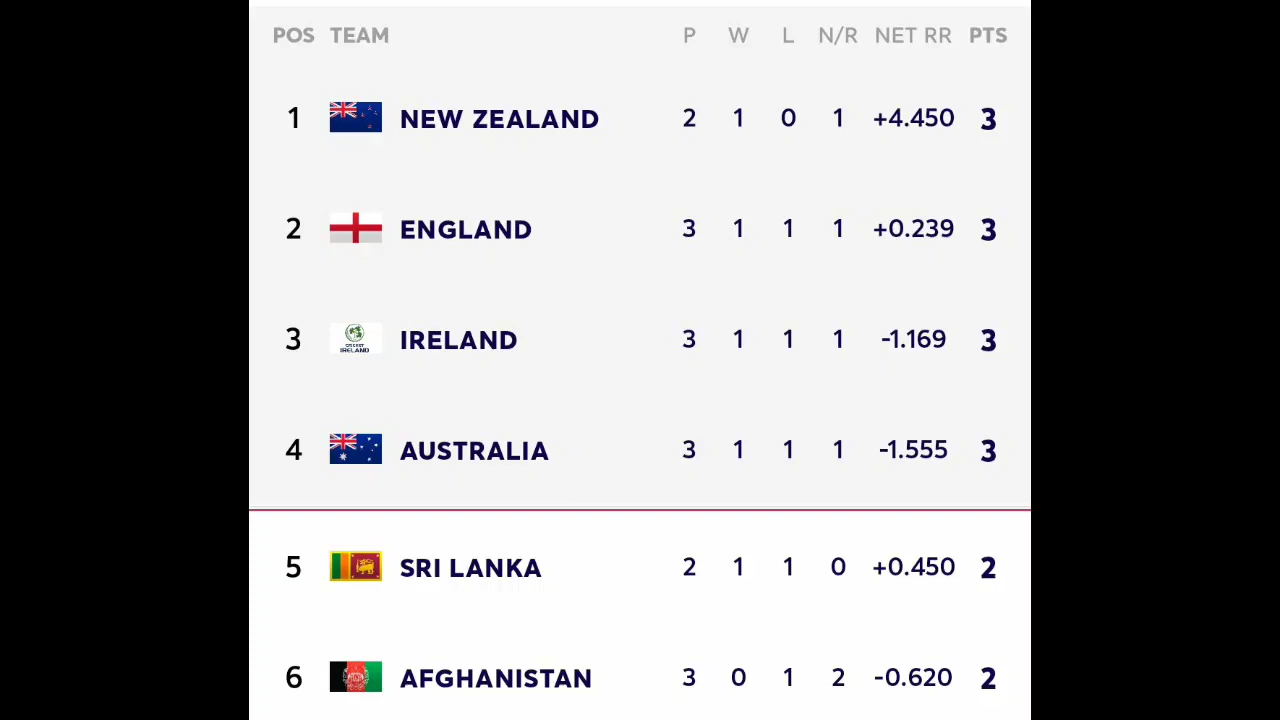 POS TEAM P W L N/R NET RR PTS
1 NEW ZEALAND 2 1 0 1 +4.450 3
2 ENGLAND 3 1 1 1 +0.239 3
3 CRICKET IRELAND IRELAND 3 1 1 1 -1.169 3
4 AUSTRALIA 3 1 1 1 -1.555 3
5 SRI LANKA 2 1 1 0 +0.450 2
6 AFGHANISTAN 3 0 1 2 -0.620 2